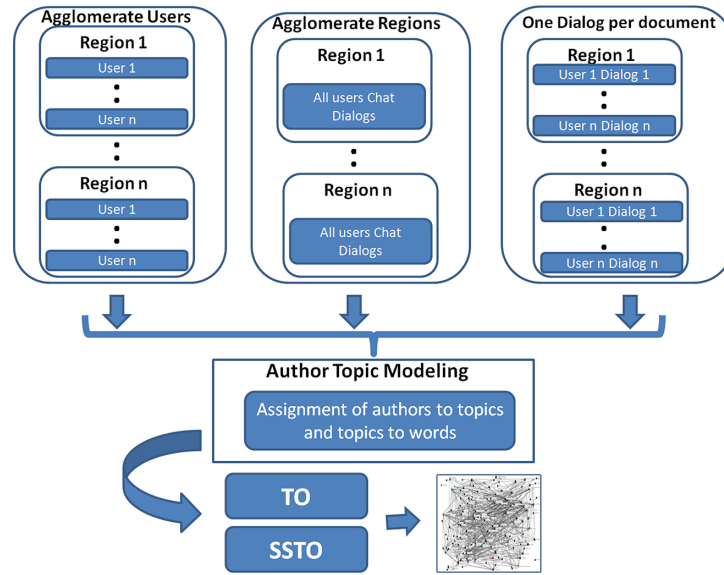 Agglomerate Users
Region 1
User 1
User n
Region n
User 1
User n
Agglomerate Regions
Region 1
All users Chat
Dialogs
Region n
All users Chat
Dialogs
One Dialog per document
Region 1
User 1 Dialog 1
User n Dialog n
Region n
User 1 Dialog 1
User n Dialog n
Author Topic Modeling
Assignment of authors to topics
and topics to words
TO
SSTO